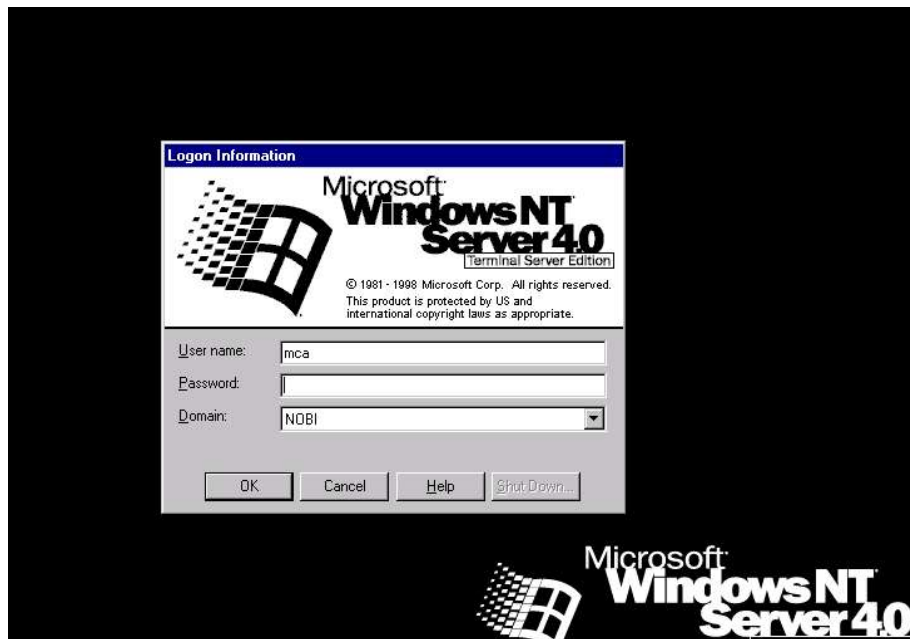 Logon Information
Microsoft
Windows NT
Server 4.0
Terminal Server Edition
© 1981 - 1998 Microsoft Corp. All rights reserved.
This product is protected by US and
international copyright laws as appropriate.
User name: mca
Password:
Domain: NOBI
OK Cancel Help Shut Down...
Microsoft
Windows NT
Server 4.0